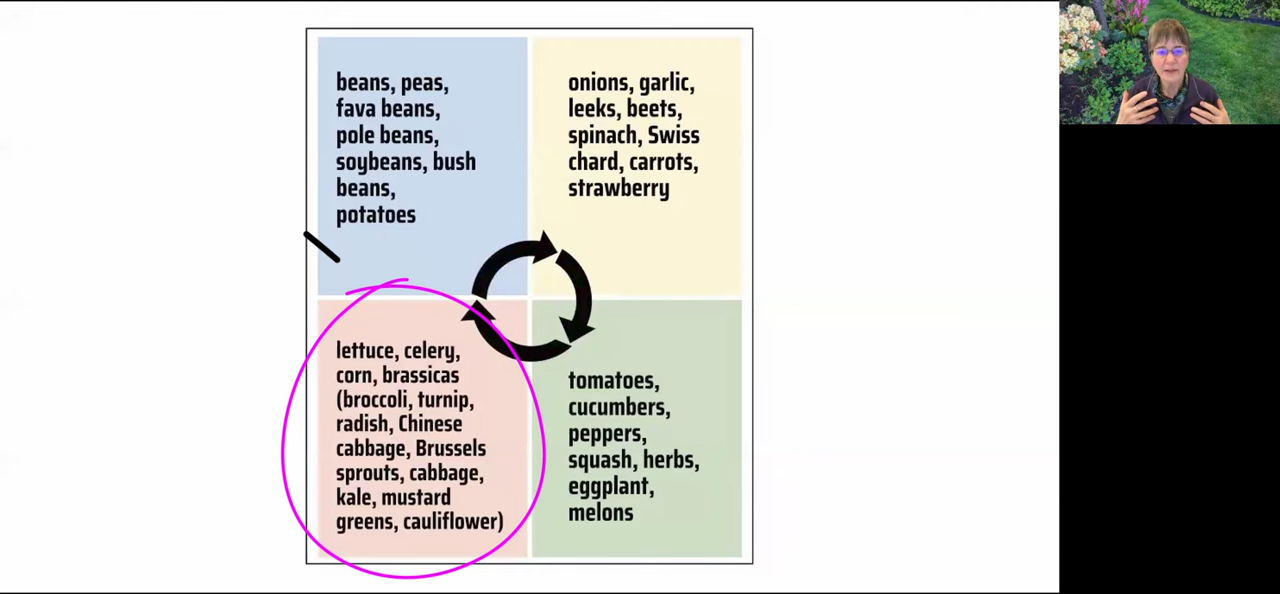 beans, peas,
fava beans,
pole beans,
soybeans, bush
beans,
potatoes
onions, garlic,
leeks, beets,
spinach, Swiss
chard, carrots,
strawberry
lettuce, celery,
corn, brassicas
(broccoli, turnip,
radish, Chinese
cabbage, Brussels
sprouts, cabbage,
kale, mustard
greens, cauliflower)
tomatoes,
cucumbers,
peppers,
squash, herbs,
eggplant,
melons